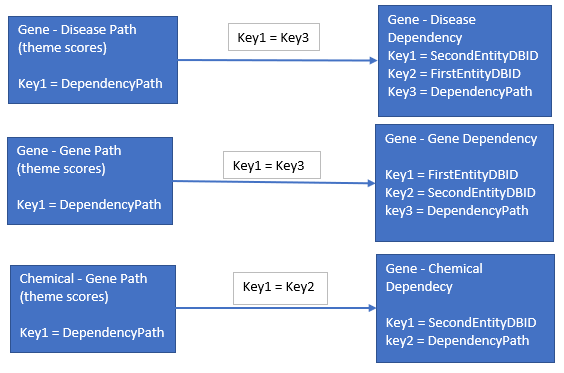 Gene - Disease Path
(theme scores)
Key1 = DependencyPath
Key1 = Key3
Gene - Disease
Dependency
Key1 = SecondEntityDBID
Key2 = FirstEntityDBID
Key3 = DependencyPath
Gene - Gene Path
(theme scores)
Key1 = DependencyPath
Key1 = Key3
Gene - Gene Dependency
Key1 = FirstEntityDBID
Key2 = SecondEntityDBID
key3 = DependencyPath
Chemical - Gene Path
(theme scores)
Key1 = DependencyPath
Key1 = Key2
Gene - Chemical
Dependecy
Key1 = SecondEntityDBID
key2 = DependencyPath